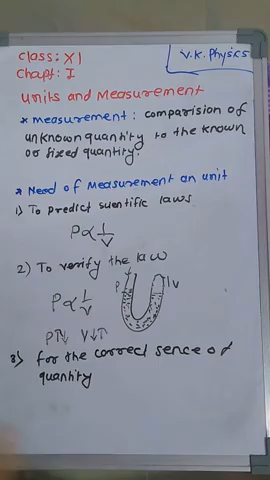 Class: XI
Chapt: I
V.K. Physics
Units and Measurement
* measurement: comparision of
unknown quantity to the known
or fixed quantity.
* Need of measurement an unit
1) To predict scientific laws
P ∝ 1/V
2) To verify the law
P ∝ 1/V
P V
P↑↓ V↓↑
3) for the correct sence of
quantity